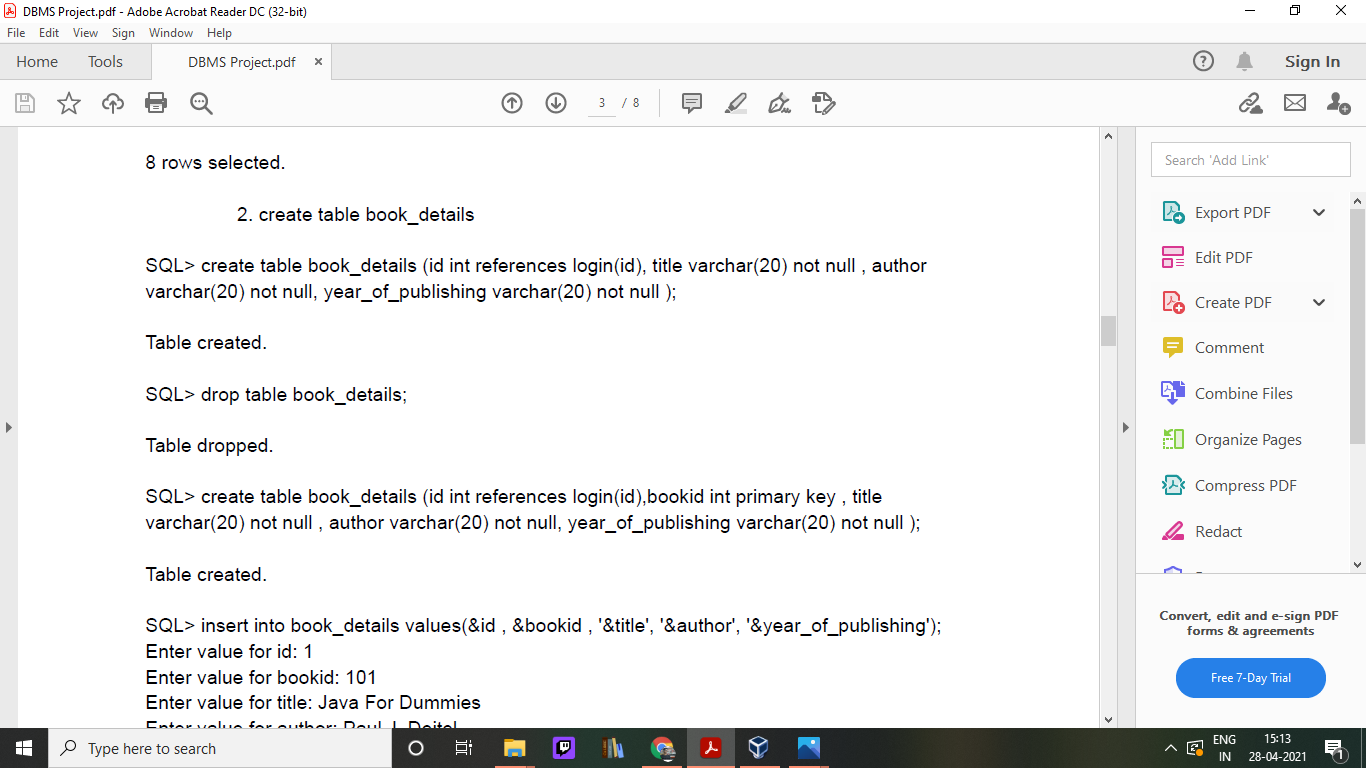 DBMS Project.pdf - Adobe Acrobat Reader DC (32-bit)
File Edit View Sign Window Help
Home Tools DBMS Project.pdf × Sign In
3 / 8
8 rows selected.
2. create table book_details
SQL> create table book_details (id int references login(id), title varchar(20) not null , author
varchar(20) not null, year_of_publishing varchar(20) not null );
Table created.
SQL> drop table book_details;
Table dropped.
SQL> create table book_details (id int references login(id),bookid int primary key , title
varchar(20) not null , author varchar(20) not null, year_of_publishing varchar(20) not null );
Table created.
SQL> insert into book_details values(&id , &bookid , '&title', '&author', '&year_of_publishing');
Enter value for id: 1
Enter value for bookid: 101
Enter value for title: Java For Dummies
Enter value for author: Paul J. Deitel
Search 'Add Link'
Export PDF
Edit PDF
Create PDF
Comment
Combine Files
Organize Pages
Compress PDF
Redact
Convert, edit and e-sign PDF
forms & agreements
Free 7-Day Trial
Type here to search
ENG
IN
15:13
28-04-2021
1